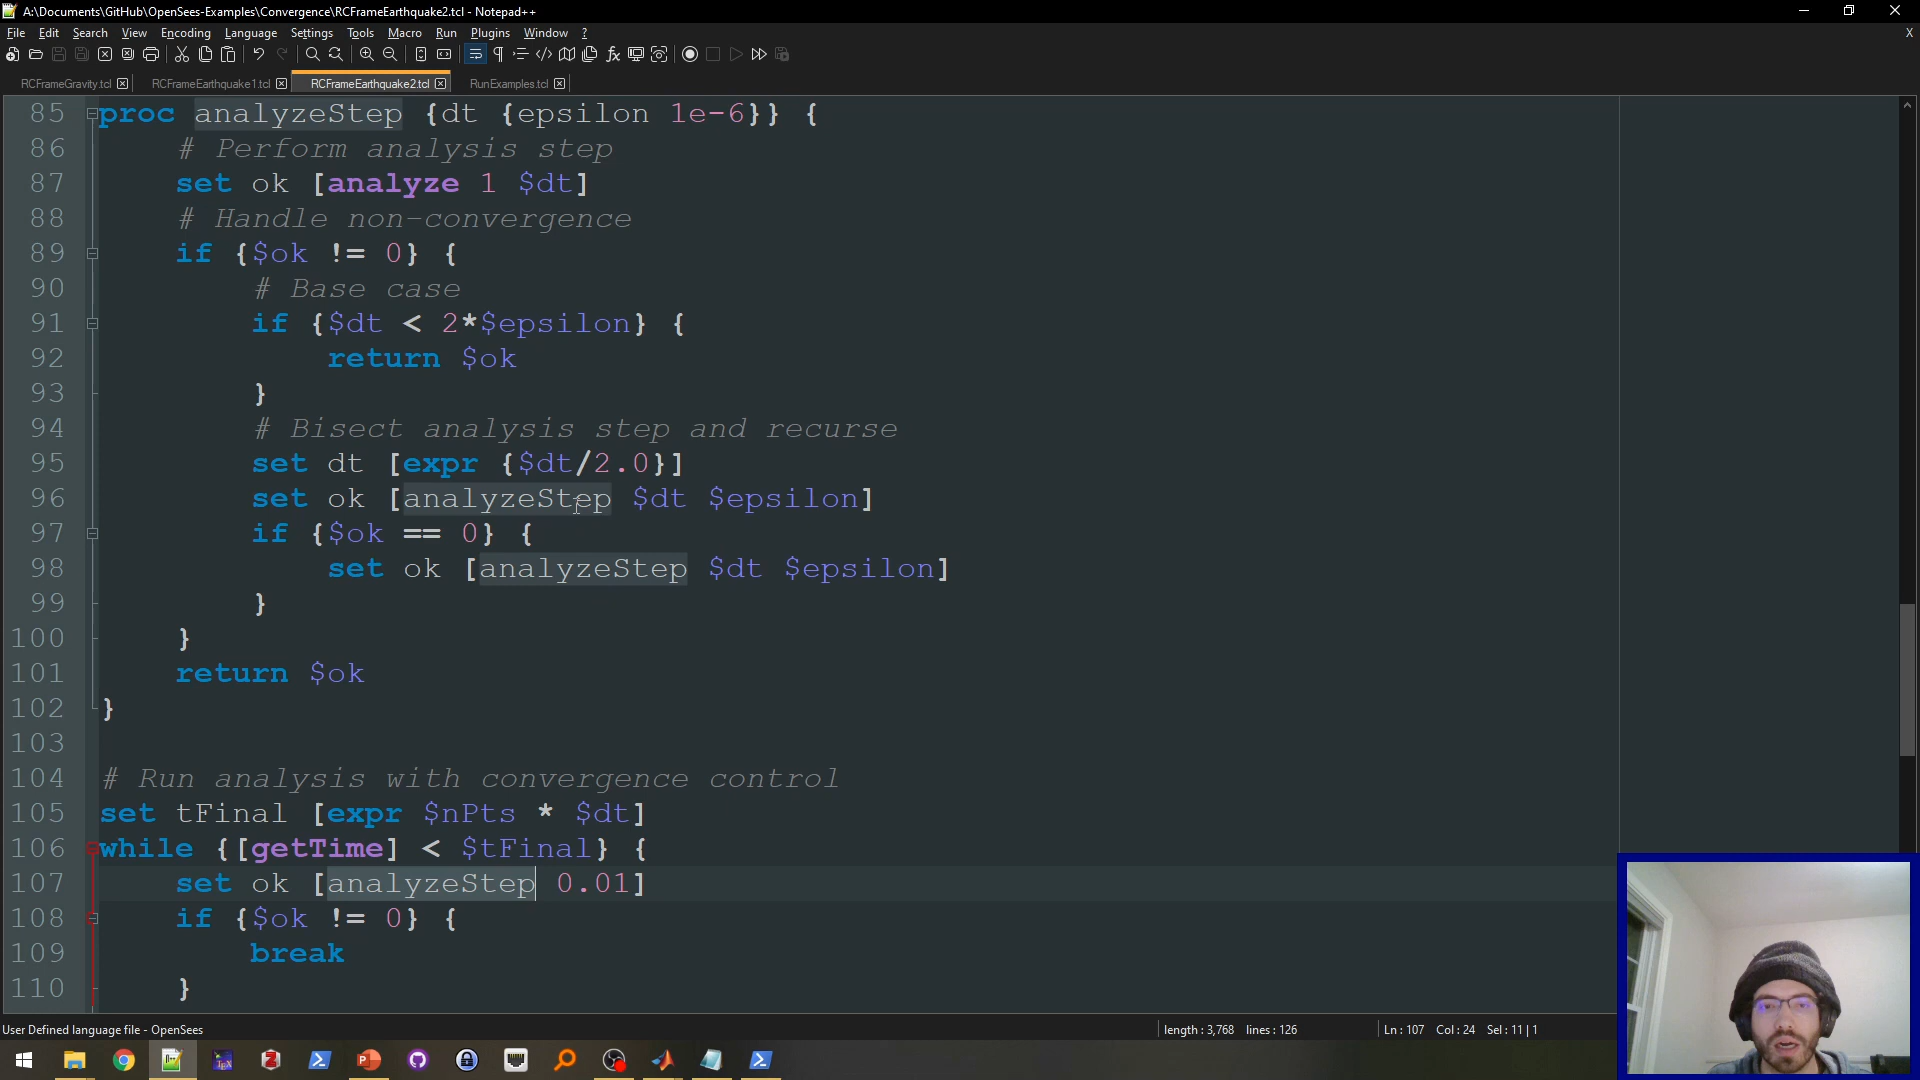 A:\Documents\GitHub\OpenSees-Examples\Convergence\RCFrameEarthquake2.tcl - Notepad++
File Edit Search View Encoding Language Settings Tools Macro Run Plugins Window ? X
RCFrameGravity.tcl RCFrameEarthquake1.tcl RCFrameEarthquake2.tcl RunExamples.tcl
85 proc analyzeStep {dt {epsilon 1e-6}} {
86 # Perform analysis step
87 set ok [analyze 1 $dt]
88 # Handle non-convergence
89 if {$ok != 0} {
90 # Base case
91 if {$dt < 2*$epsilon} {
92 return $ok
93 }
94 # Bisect analysis step and recurse
95 set dt [expr {$dt/2.0}]
96 set ok [analyzeStep $dt $epsilon]
97 if {$ok == 0} {
98 set ok [analyzeStep $dt $epsilon]
99 }
100 }
101 return $ok
102 }
103
104 # Run analysis with convergence control
105 set tFinal [expr $nPts * $dt]
106 while {[getTime] < $tFinal} {
107 set ok [analyzeStep 0.01]
108 if {$ok != 0} {
109 break
110 }
User Defined language file - OpenSees length: 3,768 lines: 126 Ln: 107 Col: 24 Sel: 11 | 1